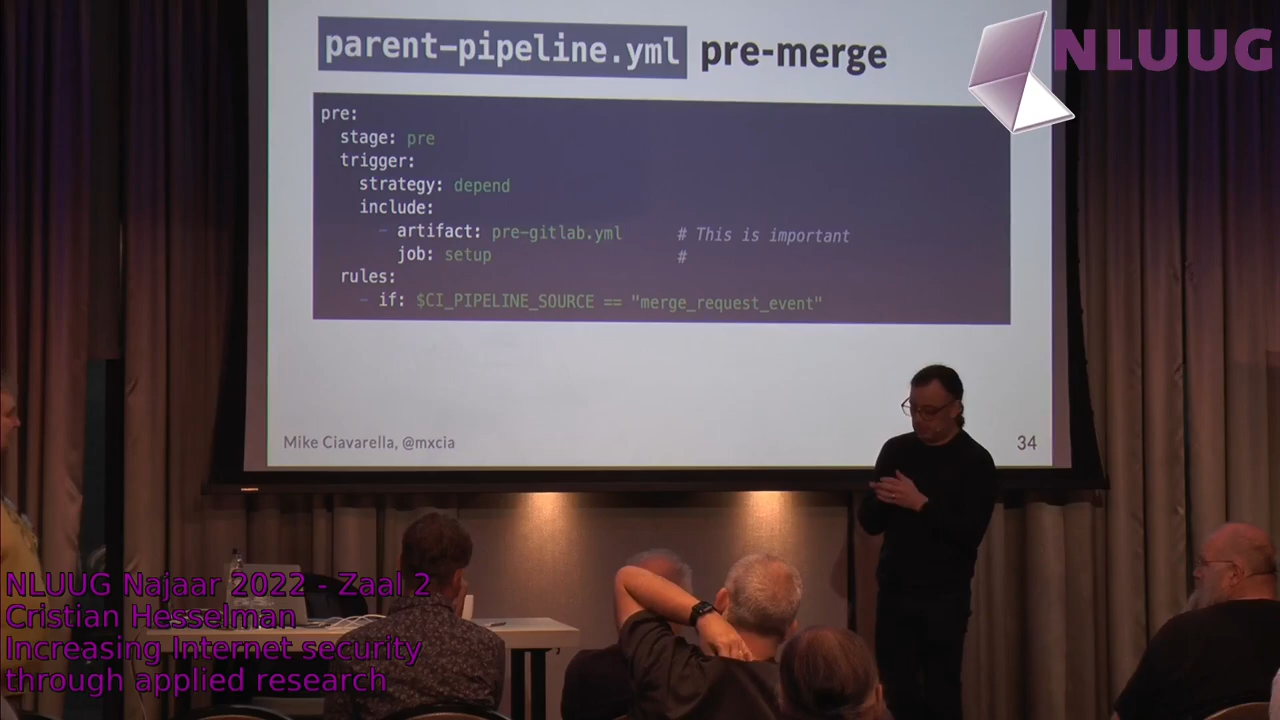 parent-pipeline.yml pre-merge
NLUUG
pre:
stage: pre
trigger:
strategy: depend
include:
- artifact: pre-gitlab.yml # This is important
job: setup #
rules:
- if: $CI_PIPELINE_SOURCE == "merge_request_event"
Mike Ciavarella, @mxcia
34
NLUUG Najaar 2022 - Zaal 2
Cristian Hesselman
Increasing Internet security
through applied research